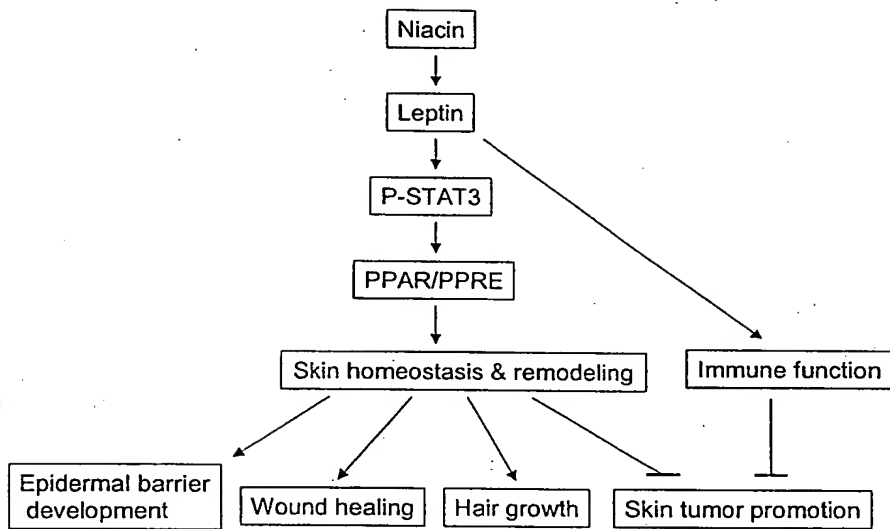 Niacin
Leptin
P-STAT3
PPAR/PPRE
Skin homeostasis & remodeling
Immune function
Epidermal barrier
development
Wound healing
Hair growth
Skin tumor promotion